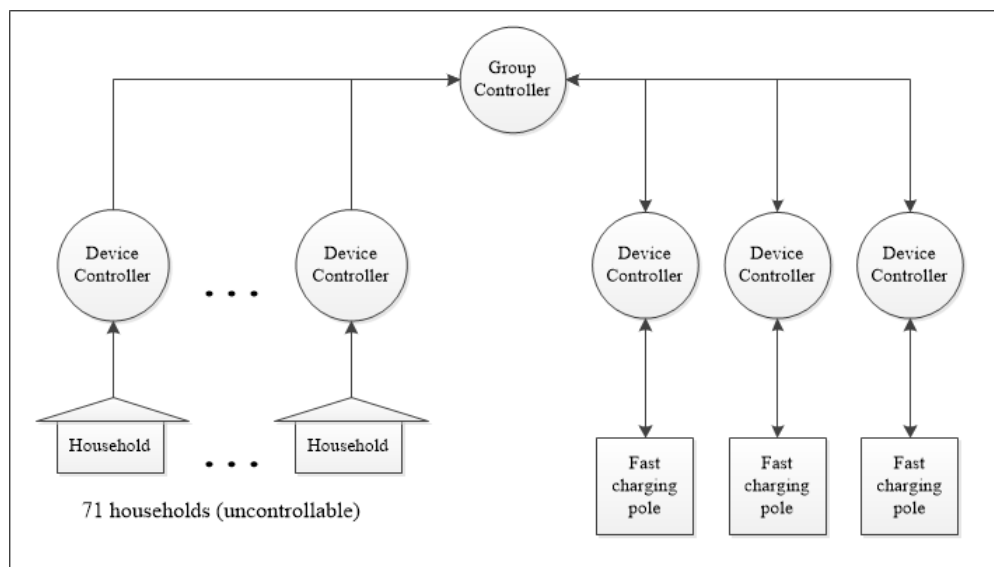 Group
Controller
Device
Controller
Device
Controller
Device
Controller
Device
Controller
Device
Controller
. . .
Household
Household
. . .
Fast
charging
pole
Fast
charging
pole
Fast
charging
pole
71 households (uncontrollable)